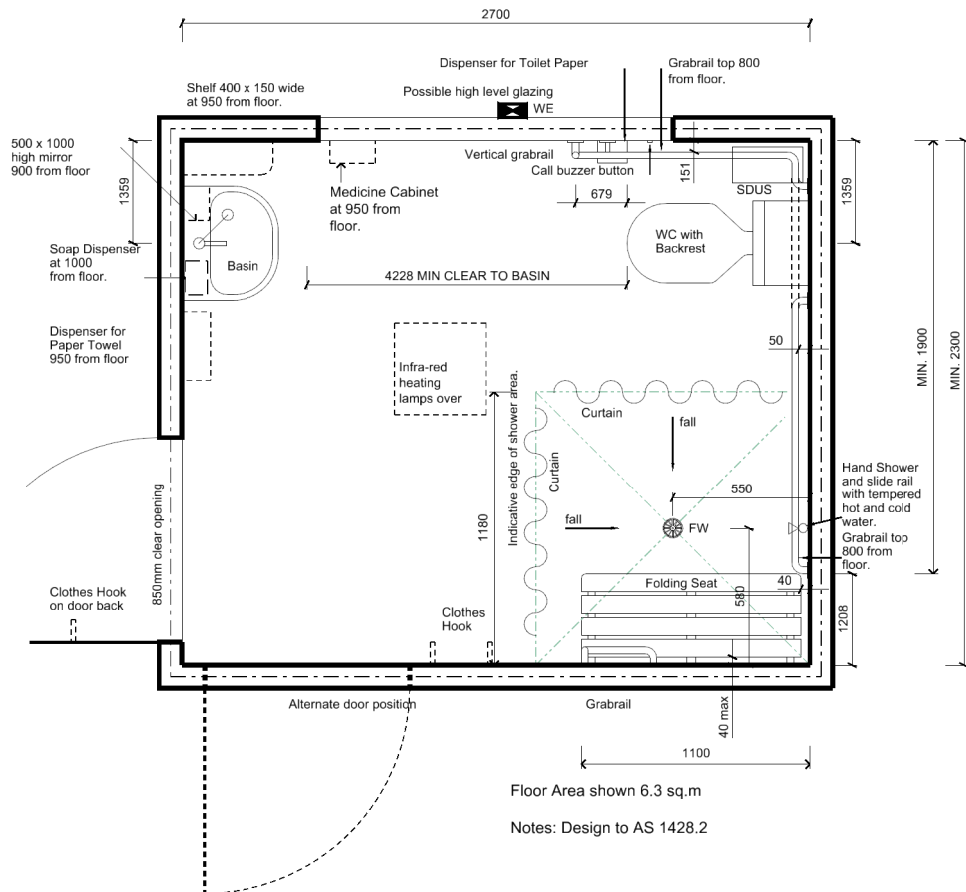 2700
Dispenser for Toilet Paper
Grabrail top 800
from floor.
Shelf 400 x 150 wide
at 950 from floor.
Possible high level glazing
WE
500 x 1000
high mirror
900 from floor
1359
Vertical grabrail
Call buzzer button
151
SDUS
1359
Medicine Cabinet
at 950 from
floor.
679
WC with
Backrest
Soap Dispenser
at 1000
from floor.
Basin
4228 MIN CLEAR TO BASIN
Dispenser for
Paper Towel
950 from floor
50
MIN. 1900
MIN. 2300
Infra-red
heating
lamps over
Indicative edge of shower area.
Curtain
fall
Curtain
Hand Shower
and slide rail
with tempered
hot and cold
water.
Grabrail top
800 from
floor.
550
850mm clear opening
1180
fall
FW
Folding Seat
40
580
1208
Clothes Hook
on door back
Clothes
Hook
Alternate door position
Grabrail
40 max
1100
Floor Area shown 6.3 sq.m
Notes: Design to AS 1428.2